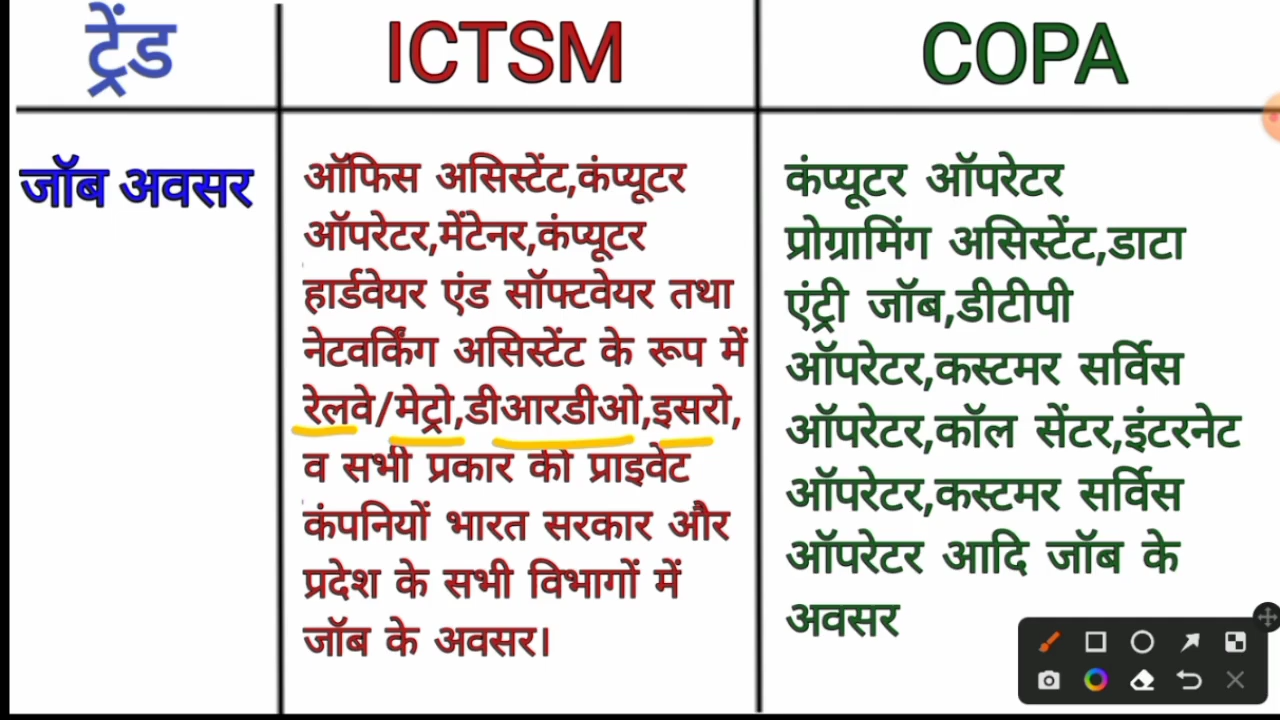 ट्रेंड ICTSM COPA
जॉब अवसर
ऑफिस असिस्टेंट,कंप्यूटर
ऑपरेटर,मेंटेनर,कंप्यूटर
हार्डवेयर एंड सॉफ्टवेयर तथा
नेटवर्किंग असिस्टेंट के रूप में
रेलवे/मेट्रो,डीआरडीओ,इसरो,
व सभी प्रकार की प्राइवेट
कंपनियों भारत सरकार और
प्रदेश के सभी विभागों में
जॉब के अवसर।
कंप्यूटर ऑपरेटर
प्रोग्रामिंग असिस्टेंट,डाटा
एंट्री जॉब,डीटीपी
ऑपरेटर,कस्टमर सर्विस
ऑपरेटर,कॉल सेंटर,इंटरनेट
ऑपरेटर,कस्टमर सर्विस
ऑपरेटर आदि जॉब के
अवसर